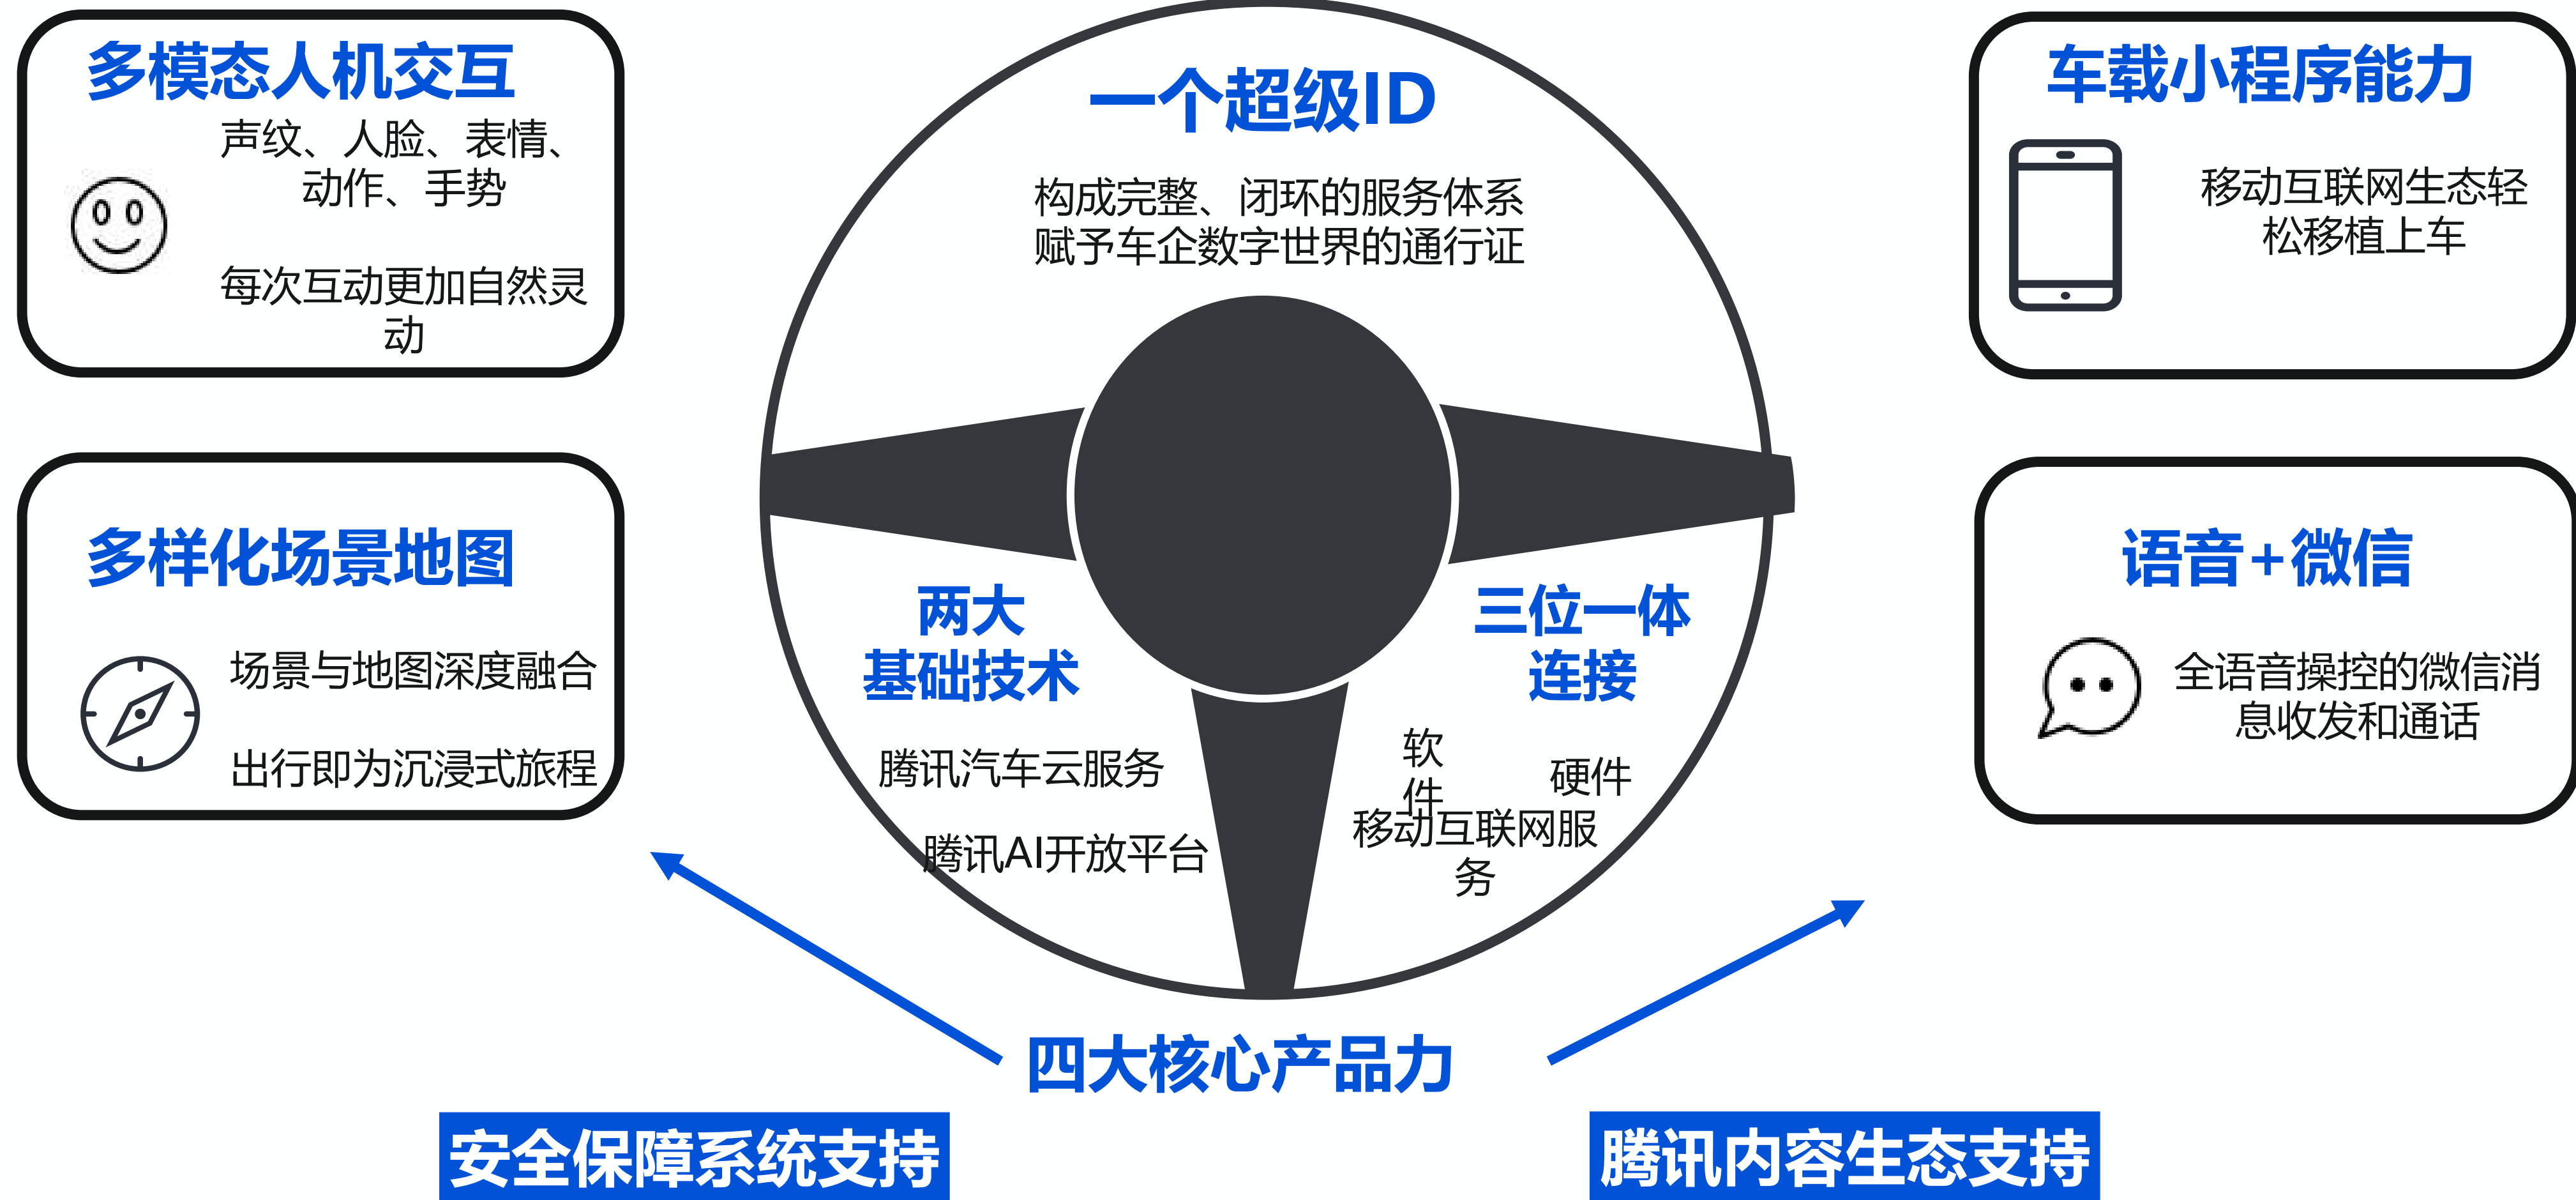 多模态人机交互
声纹、人脸、表情、
动作、手势
每次互动更加自然灵
动
多样化场景地图
场景与地图深度融合
出行即为沉浸式旅程
一个超级ID
构成完整、闭环的服务体系
赋予车企数字世界的通行证
两大
基础技术
腾讯汽车云服务
腾讯AI开放平台
三位一体
连接
软
件
硬件
移动互联网服
务
车载小程序能力
移动互联网生态轻
松移植上车
语音+微信
全语音操控的微信消
息收发和通话
四大核心产品力
安全保障系统支持
腾讯内容生态支持